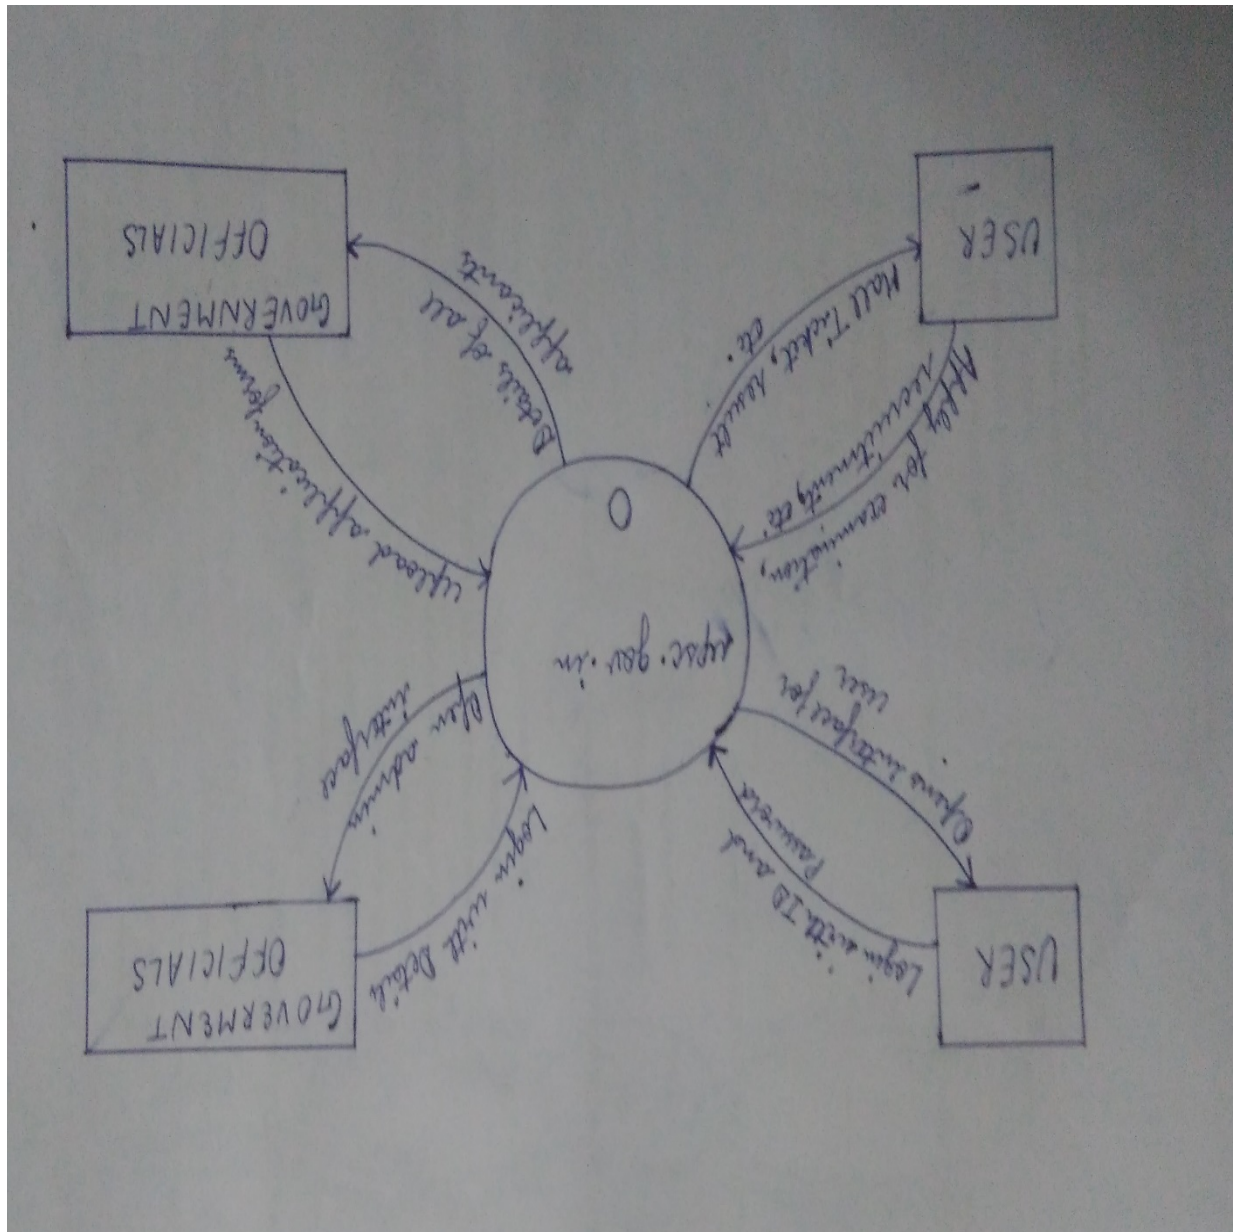 USER
Login with ID and
Password
Opens interface for
user
GOVERMENT
OFFICIALS
Login with Details
Open admin
interface
upsc.gov.in
0
USER
Apply for examination,
recruitments, etc.
Hall Ticket, result
etc.
GOVERNMENT
OFFICIALS
upload application forms
Details of all
applicants